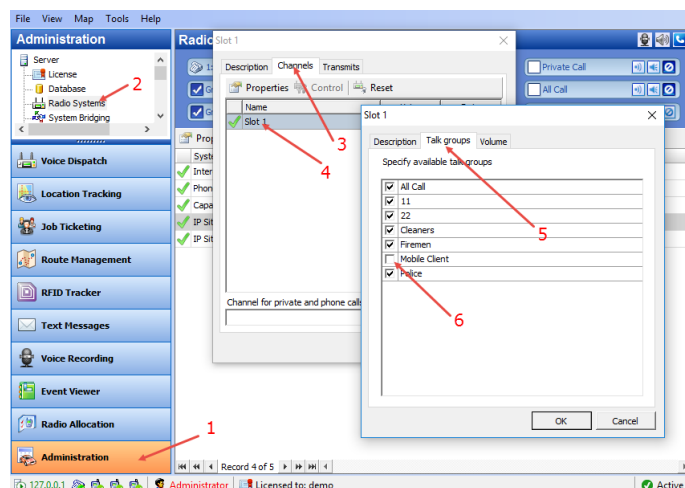 File View Map Tools Help
Administration
Server
License
Database
Radio Systems
System Bridging
2
Voice Dispatch
Location Tracking
Job Ticketing
Route Management
RFID Tracker
Text Messages
Voice Recording
Event Viewer
Radio Allocation
Administration
1
Slot 1
Description Channels Transmits
Properties Control Reset
Name
Slot 1
3
4
Channel for private and phone calls
Private Call
All Call
Slot 1
Description Talk groups Volume
Specify available talk groups
All Call
11
22
Cleaners
Firemen
Mobile Client
Police
5
6
OK Cancel
IP Sit
IP Sit
Record 4 of 5
127.0.0.1 Administrator Licensed to: demo Active